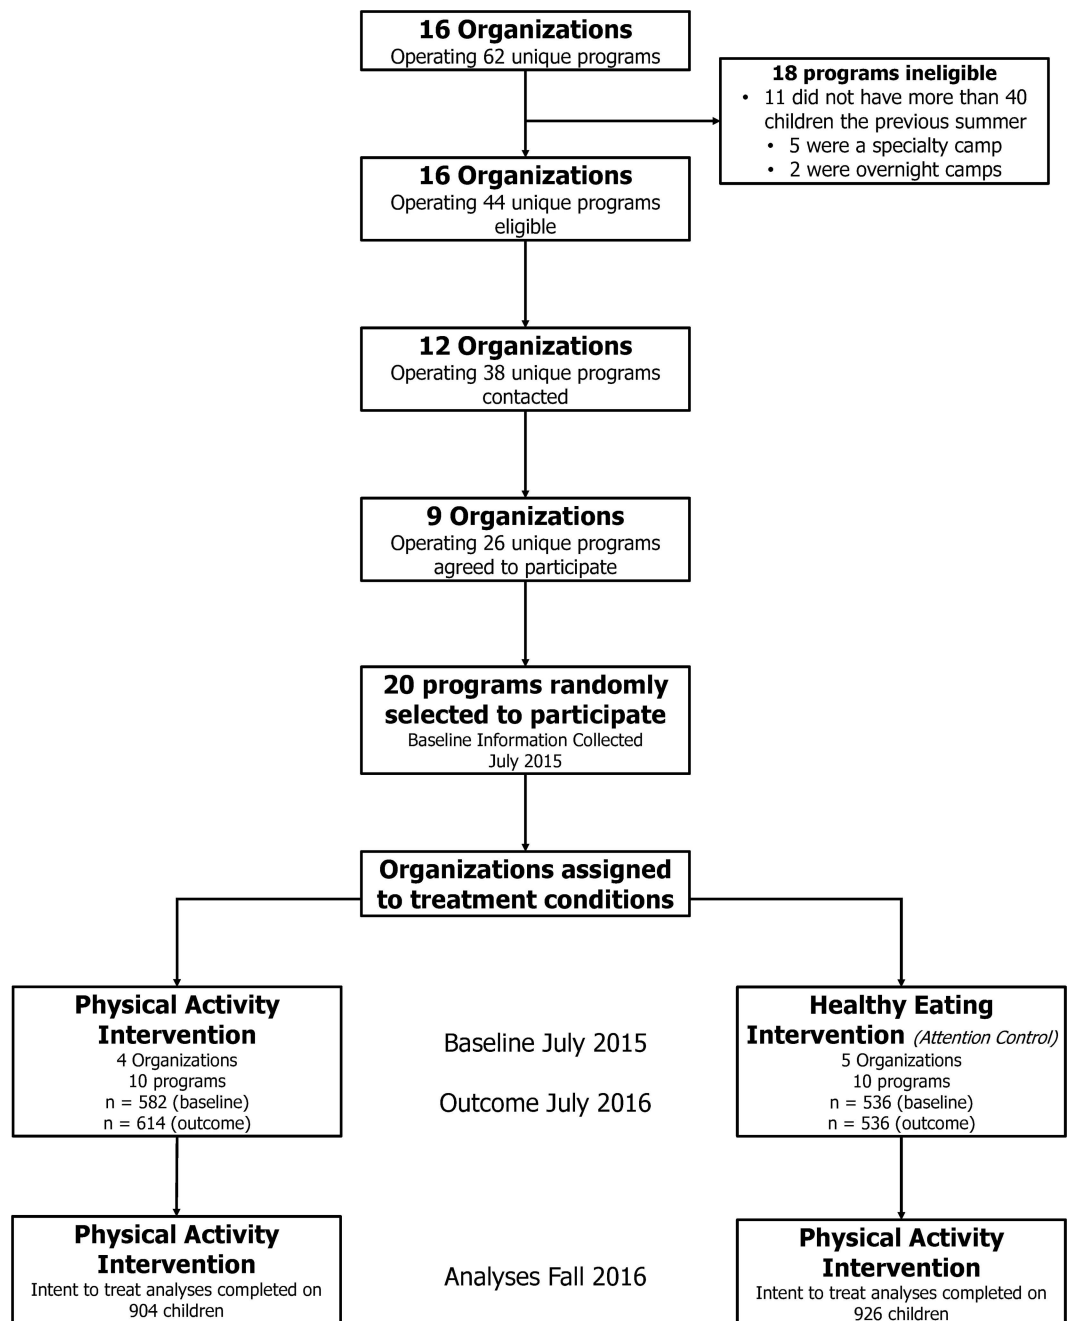 16 Organizations
Operating 62 unique programs
18 programs ineligible
• 11 did not have more than 40
children the previous summer
• 5 were a specialty camp
• 2 were overnight camps
16 Organizations
Operating 44 unique programs
eligible
12 Organizations
Operating 38 unique programs
contacted
9 Organizations
Operating 26 unique programs
agreed to participate
20 programs randomly
selected to participate
Baseline Information Collected
July 2015
Organizations assigned
to treatment conditions
Physical Activity
Intervention
4 Organizations
10 programs
n = 582 (baseline)
n = 614 (outcome)
Baseline July 2015
Outcome July 2016
Healthy Eating
Intervention (Attention Control)
5 Organizations
10 programs
n = 536 (baseline)
n = 536 (outcome)
Physical Activity
Intervention
Intent to treat analyses completed on
904 children
Analyses Fall 2016
Physical Activity
Intervention
Intent to treat analyses completed on
926 children